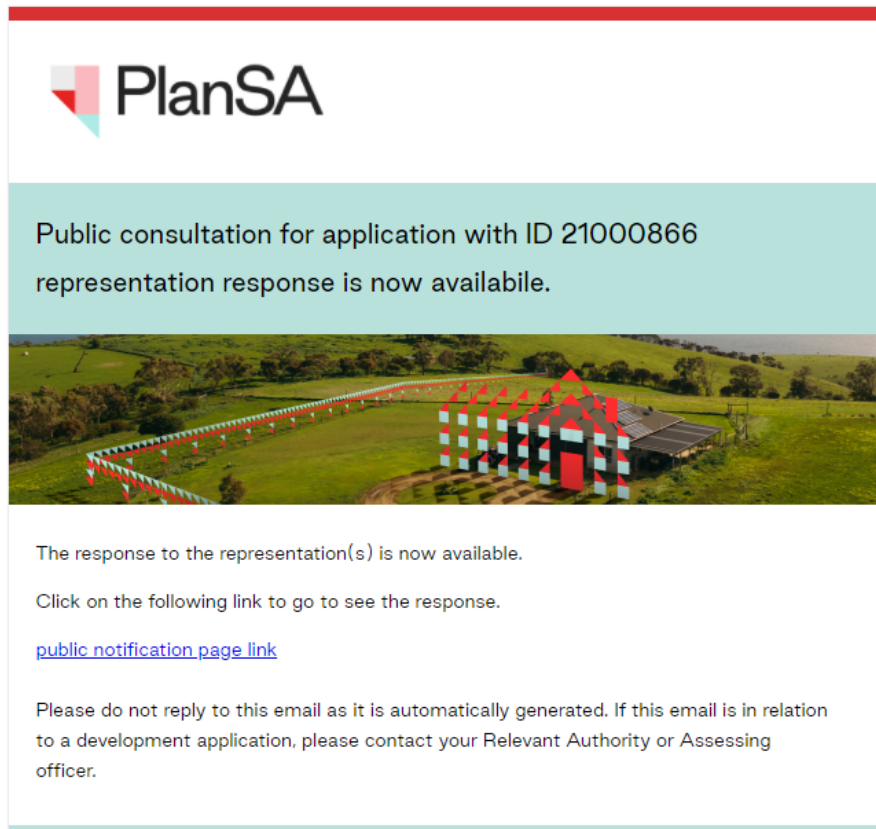 PlanSA
Public consultation for application with ID 21000866
representation response is now availabile.
The response to the representation(s) is now available.
Click on the following link to go to see the response.
public notification page link
Please do not reply to this email as it is automatically generated. If this email is in relation
to a development application, please contact your Relevant Authority or Assessing
officer.